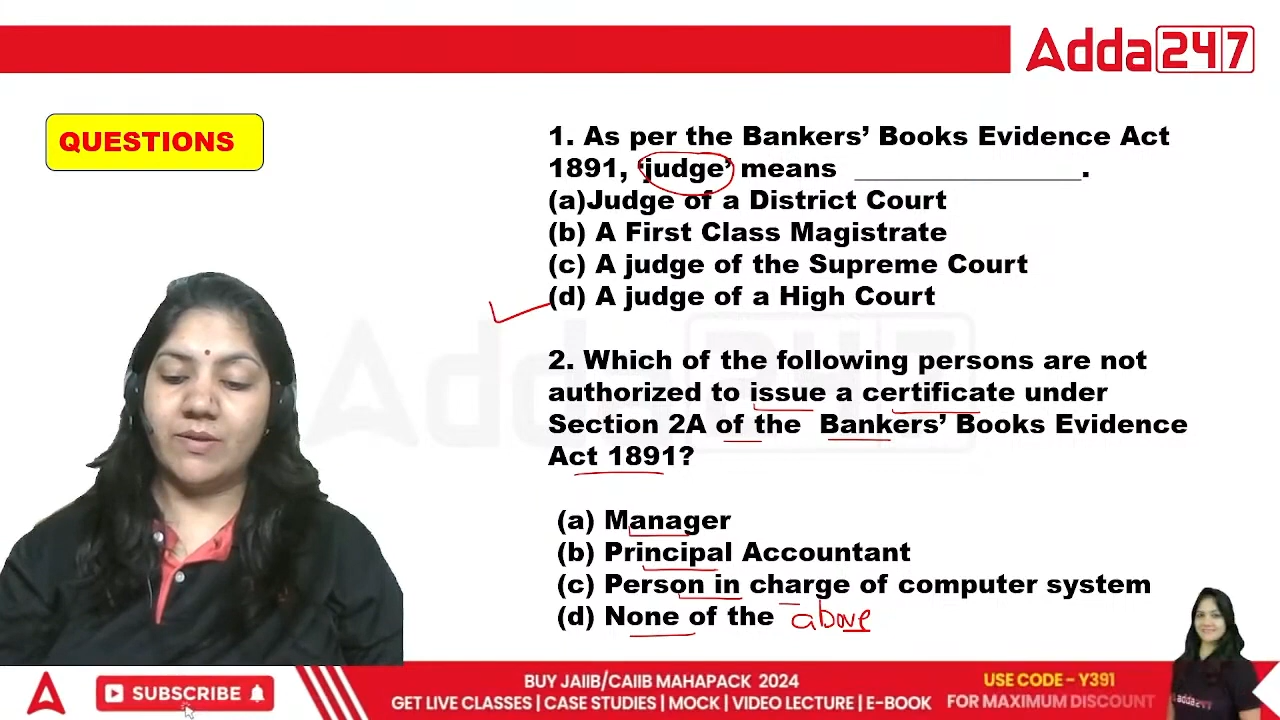 Adda247
QUESTIONS
1. As per the Bankers’ Books Evidence Act
1891, ‘judge’ means ________________.
(a)Judge of a District Court
(b) A First Class Magistrate
(c) A judge of the Supreme Court
(d) A judge of a High Court
2. Which of the following persons are not
authorized to issue a certificate under
Section 2A of the Bankers’ Books Evidence
Act 1891?
(a) Manager
(b) Principal Accountant
(c) Person in charge of computer system
(d) None of the above
Adda247
SUBSCRIBE
BUY JAIIB/CAIIB MAHAPACK 2024
GET LIVE CLASSES | CASE STUDIES | MOCK | VIDEO LECTURE | E-BOOK
USE CODE - Y391
FOR MAXIMUM DISCOUNT
adda247